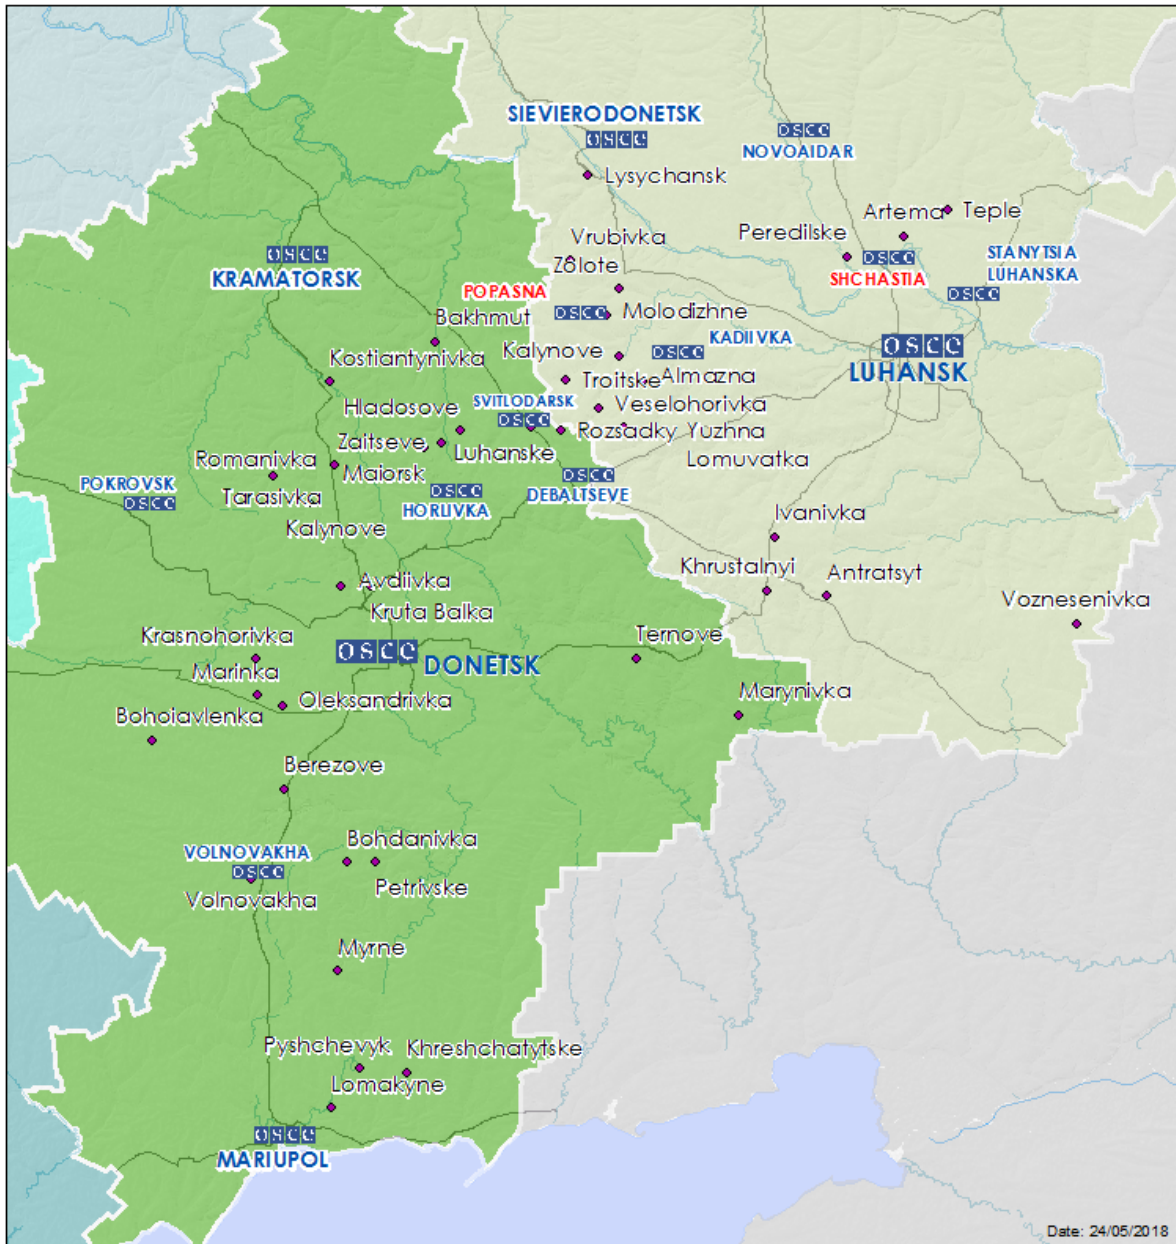 SIEVIERODONETSK
OSCE
OSCE
NOVOAIDAR
Lysychansk
Artema
Teple
Peredilske
Vrubivka
OSCE
KRAMATORSK
Zolote
OSCE
SHCHASTIA
STANYTSIA
LUHANSKA
OSCE
POPASNA
OSCE
Molodizhne
Bakhmut
KADIIVKA
OSCE
OSCE
LUHANSK
Kostiantynivka
Kalynove
Troitske
Almazna
Hladosove
SVITLODARSK
OSCE
Veselohorivka
Zaitseve
Luhanske
Rozsadky
Yuzhna
Lomuvatka
Romanivka
Maiorsk
POKROVSK
OSCE
Tarasivka
OSCE
HORLIVKA
OSCE
DEBALTSEVE
Kalynove
Ivanivka
Khrustalnyi
Antratsyt
Avdiivka
Kruta Balka
Voznesenivka
Krasnohorivka
OSCE
DONETSK
Ternove
Marinka
Oleksandrivka
Marynivka
Bohoiavlenka
Berezove
VOLNOVAKHA
OSCE
Volnovakha
Bohdanivka
Petrivske
Myrne
Pyshchevyk
Khreshchatytske
Lomakyne
OSCE
MARIUPOL
Date: 24/05/2018